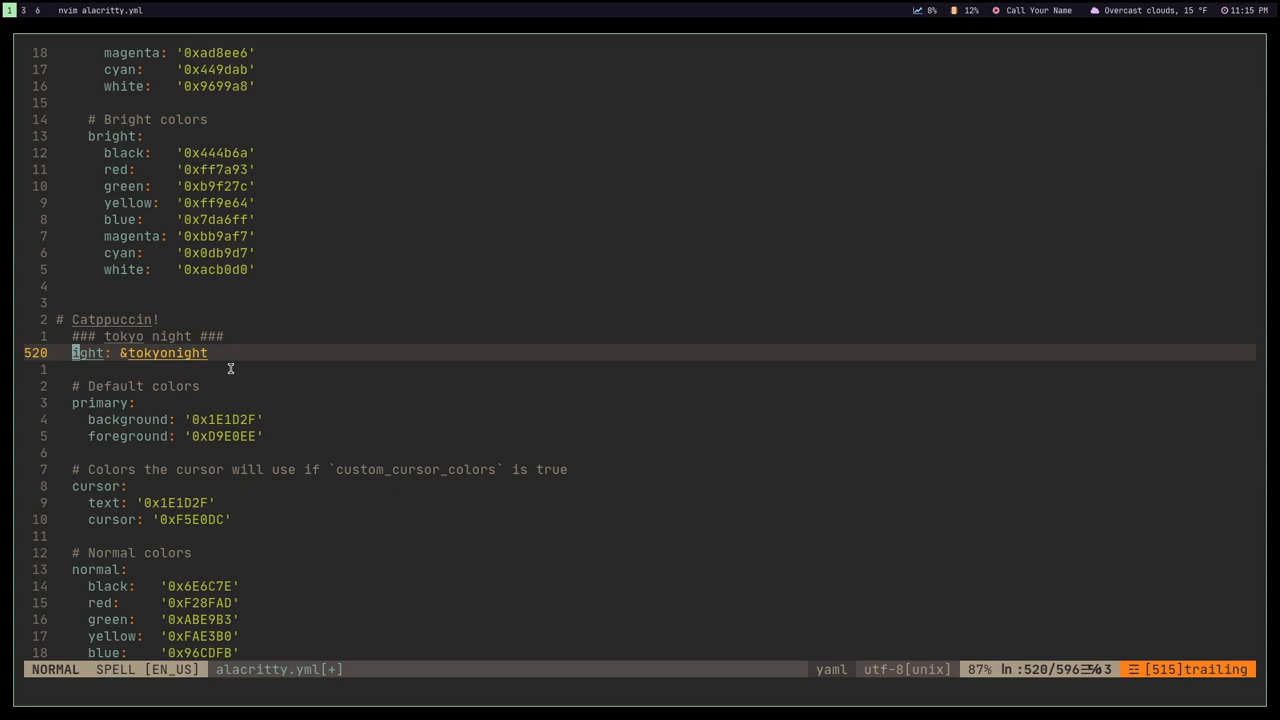 1 3 6 nvim alacritty.yml 8% 12% Call Your Name Overcast clouds, 15 °F 11:15 PM
18 magenta: '0xad8ee6'
17 cyan: '0x449dab'
16 white: '0x9699a8'
15
14 # Bright colors
13 bright:
12 black: '0x444b6a'
11 red: '0xff7a93'
10 green: '0xb9f27c'
9 yellow: '0xff9e64'
8 blue: '0x7da6ff'
7 magenta: '0xbb9af7'
6 cyan: '0x0db9d7'
5 white: '0xacb0d0'
4
3
2 # Catppuccin!
1 ### tokyo night ###
520 ight: &tokyonight
1
2 # Default colors
3 primary:
4 background: '0x1E1D2F'
5 foreground: '0xD9E0EE'
6
7 # Colors the cursor will use if `custom_cursor_colors` is true
8 cursor:
9 text: '0x1E1D2F'
10 cursor: '0xF5E0DC'
11
12 # Normal colors
13 normal:
14 black: '0x6E6C7E'
15 red: '0xF28FAD'
16 green: '0xABE9B3'
17 yellow: '0xFAE3B0'
18 blue: '0x96CDFB'
NORMAL SPELL [EN_US] alacritty.yml[+] yaml utf-8[unix] 87% ln :520/596 [515]trailing